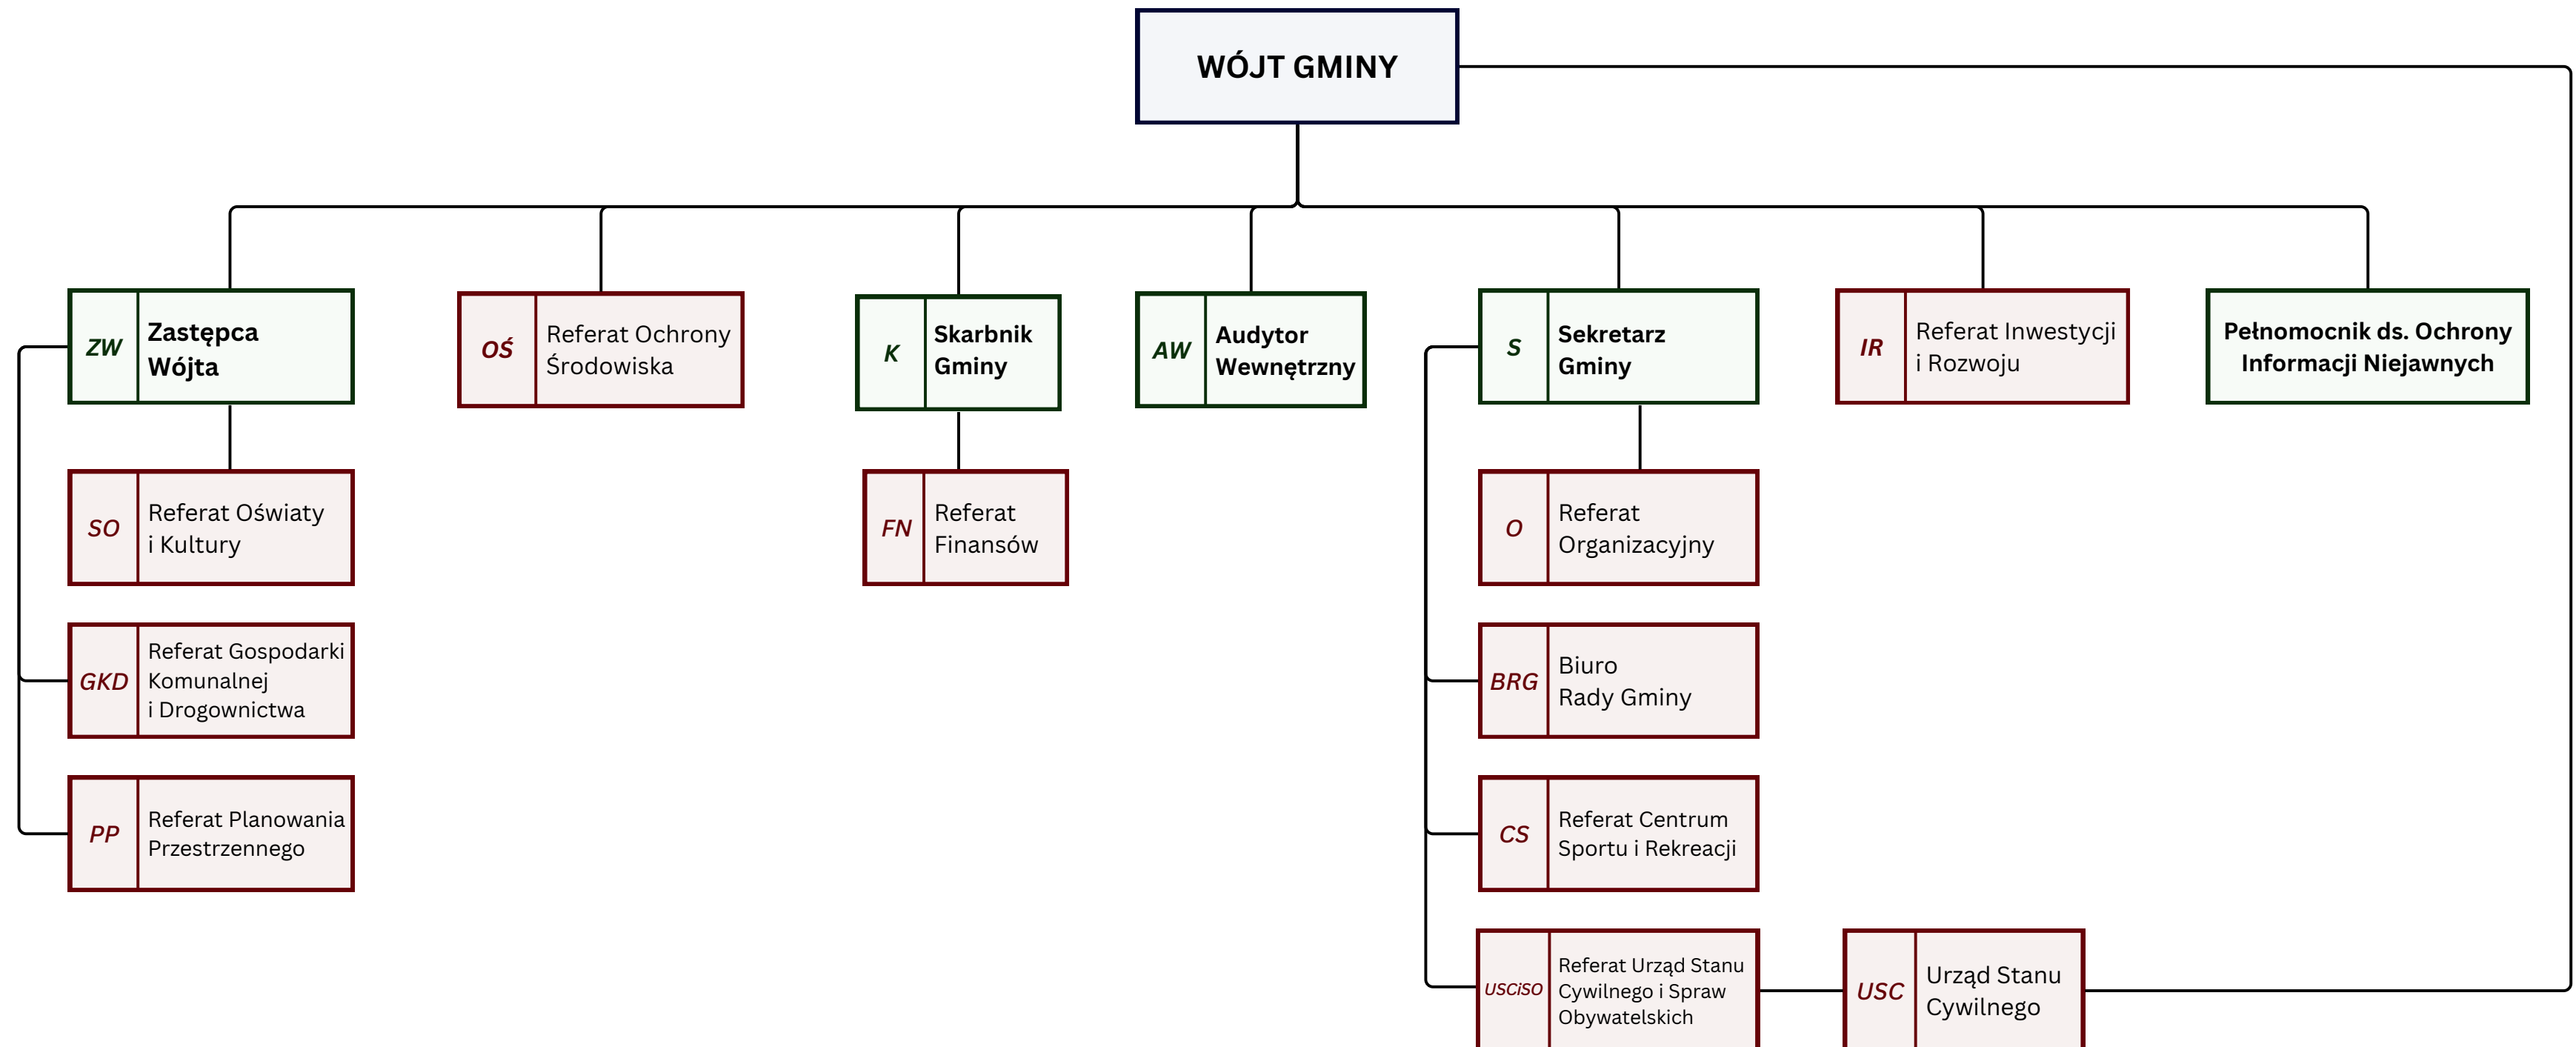 WÓJT GMINY
ZW
Zastępca
Wójta
OŚ
Referat Ochrony
Środowiska
K
Skarbnik
Gminy
AW
Audytor
Wewnętrzny
S
Sekretarz
Gminy
IR
Referat Inwestycji
i Rozwoju
Pełnomocnik ds. Ochrony
Informacji Niejawnych
SO
Referat Oświaty
i Kultury
FN
Referat
Finansów
O
Referat
Organizacyjny
GKD
Referat Gospodarki
Komunalnej
i Drogownictwa
BRG
Biuro
Rady Gminy
PP
Referat Planowania
Przestrzennego
CS
Referat Centrum
Sportu i Rekreacji
USCiSO
Referat Urząd Stanu
Cywilnego i Spraw
Obywatelskich
USC
Urząd Stanu
Cywilnego